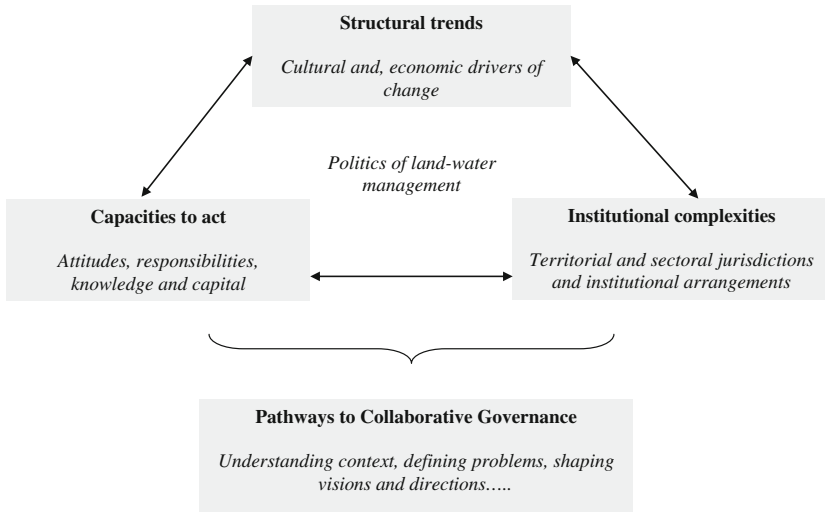 Structural trends
Cultural and, economic drivers of
change
Politics of land-water
management
Capacities to act
Attitudes, responsibilities,
knowledge and capital
Institutional complexities
Territorial and sectoral jurisdictions
and institutional arrangements
Pathways to Collaborative Governance
Understanding context, defining problems, shaping
visions and directions…..